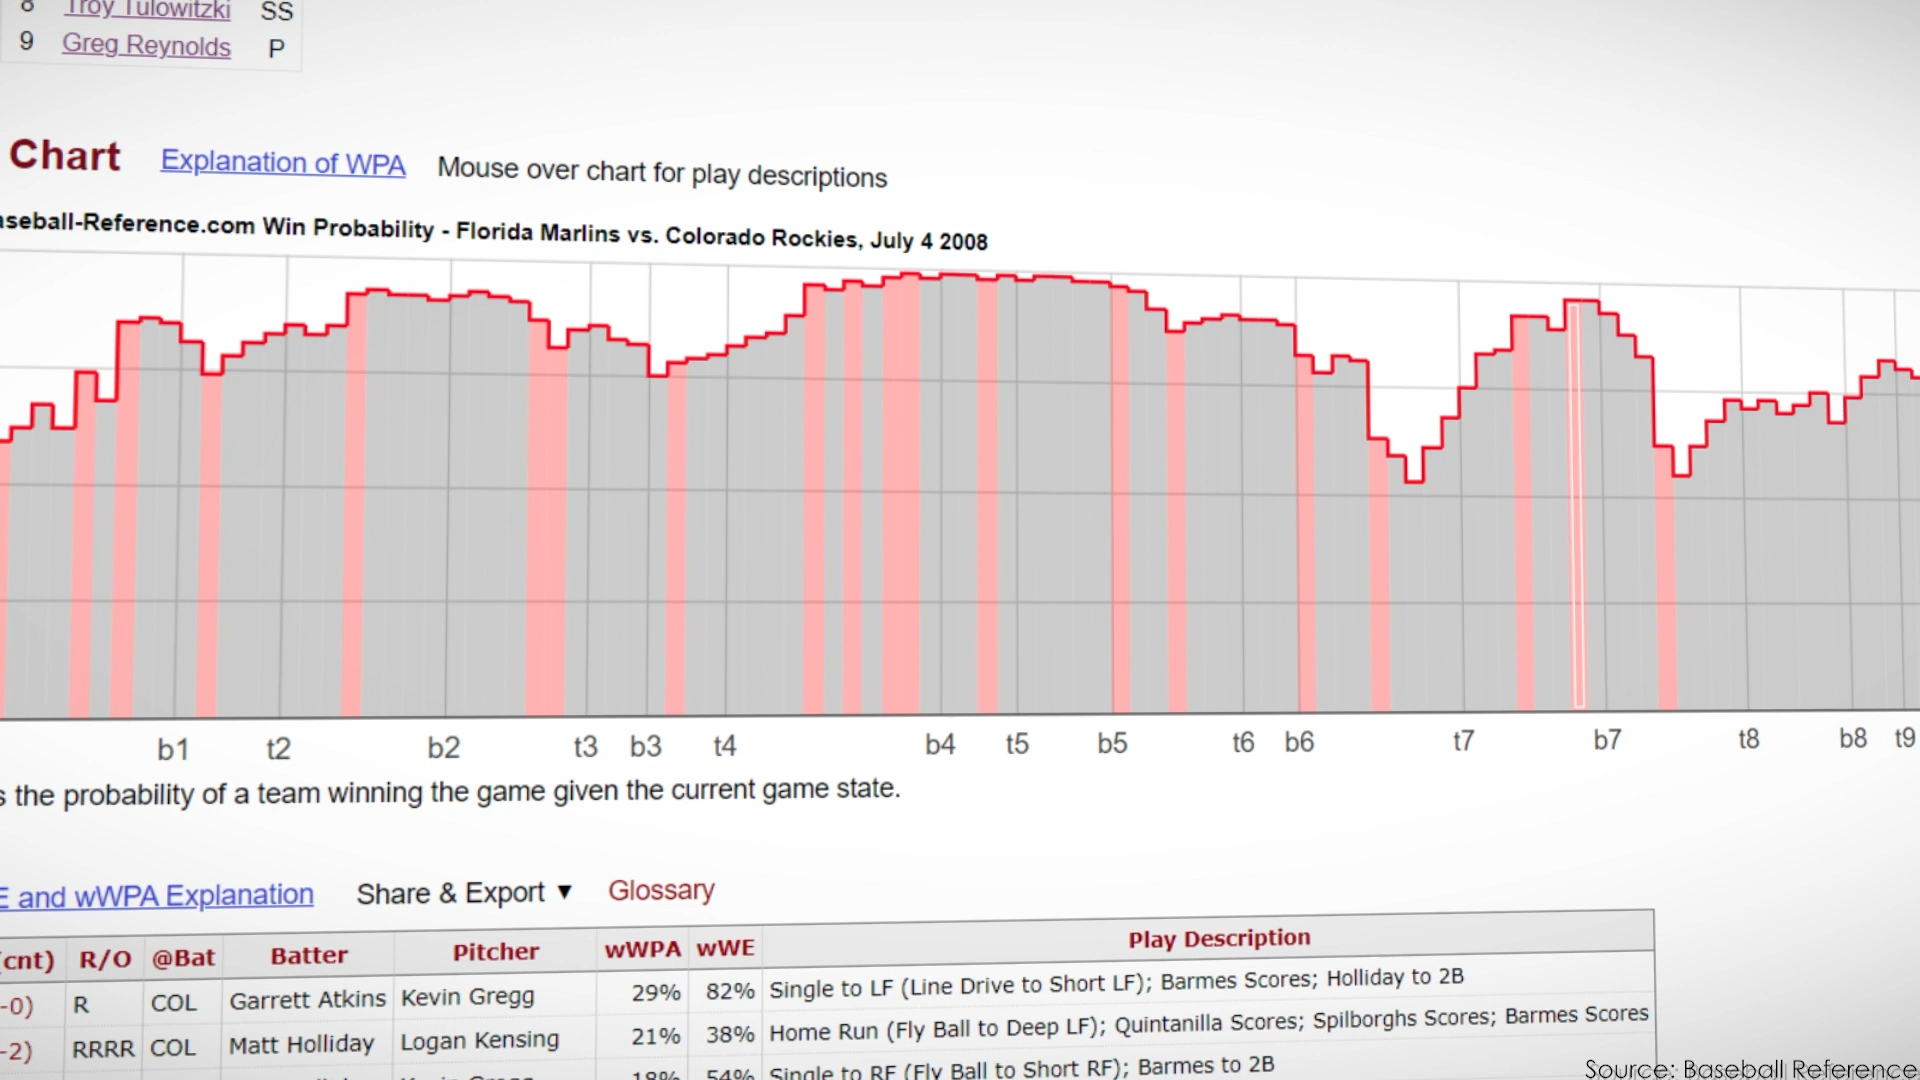 8 Troy Tulowitzki SS
9 Greg Reynolds P
Chart Explanation of WPA Mouse over chart for play descriptions
aseball-Reference.com Win Probability - Florida Marlins vs. Colorado Rockies, July 4 2008
b1 t2 b2 t3 b3 t4 b4 t5 b5 t6 b6 t7 b7 t8 b8 t9
s the probability of a team winning the game given the current game state.
E and wWPA Explanation Share & Export ▼ Glossary
(cnt) R/O @Bat Batter Pitcher wWPA wWE Play Description
-0) R COL Garrett Atkins Kevin Gregg 29% 82% Single to LF (Line Drive to Short LF); Barmes Scores; Holliday to 2B
-2) RRRR COL Matt Holliday Logan Kensing 21% 38% Home Run (Fly Ball to Deep LF); Quintanilla Scores; Spilborghs Scores; Barmes Scores
18% 54% Single to RF (Fly Ball to Short RF); Barmes to 2B
Source: Baseball Reference